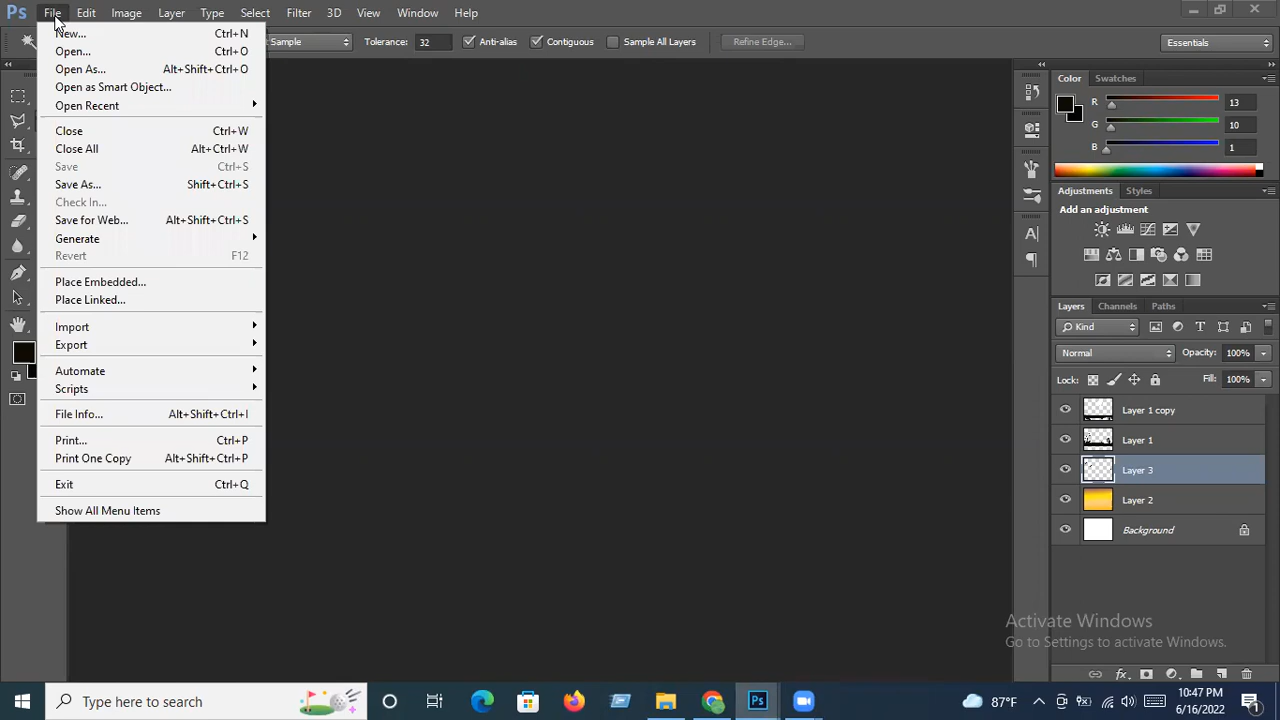 Ps File Edit Image Layer Type Select Filter 3D View Window Help
Sample Tolerance: 32 Anti-alias Contiguous Sample All Layers Refine Edge... Essentials
New... Ctrl+N
Open... Ctrl+O
Open As... Alt+Shift+Ctrl+O
Open as Smart Object...
Open Recent
Close Ctrl+W
Close All Alt+Ctrl+W
Save Ctrl+S
Save As... Shift+Ctrl+S
Check In...
Save for Web... Alt+Shift+Ctrl+S
Generate
Revert F12
Place Embedded...
Place Linked...
Import
Export
Automate
Scripts
File Info... Alt+Shift+Ctrl+I
Print... Ctrl+P
Print One Copy Alt+Shift+Ctrl+P
Exit Ctrl+Q
Show All Menu Items
Color Swatches
R 13
G 10
B 1
Adjustments Styles
Add an adjustment
Layers Channels Paths
Kind
Normal Opacity: 100%
Lock: Fill: 100%
Layer 1 copy
Layer 1
Layer 3
Layer 2
Background
Activate Windows
Go to Settings to activate Windows.
Type here to search
Ps
87°F
10:47 PM
6/16/2022
1